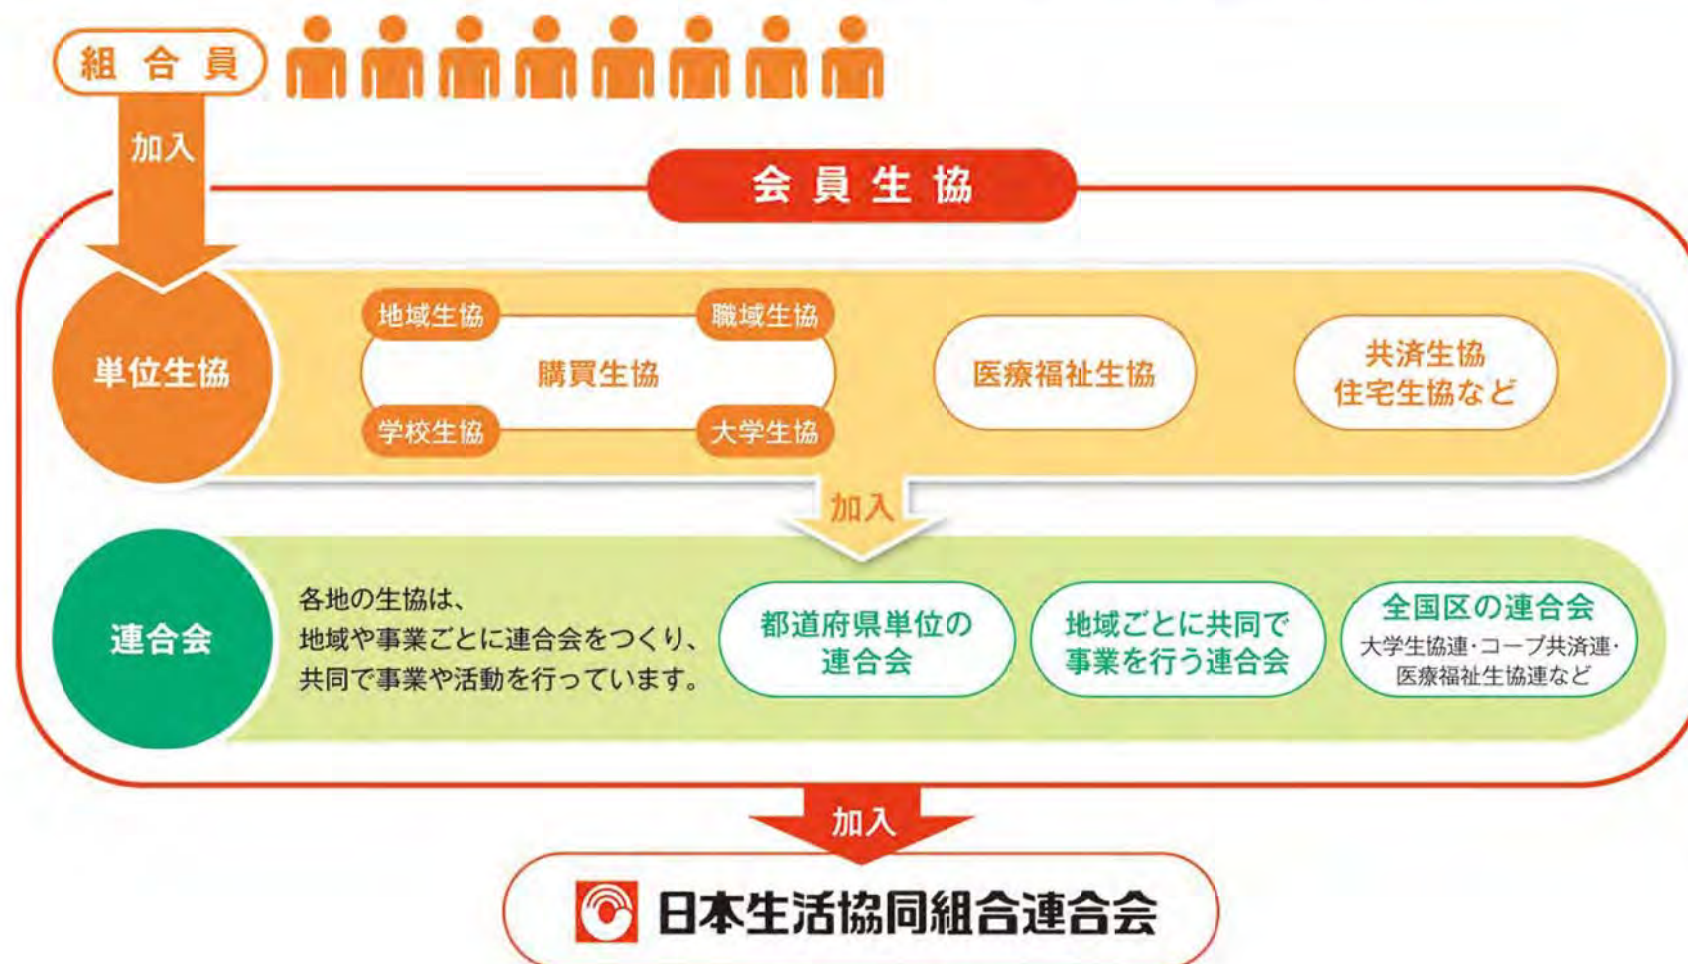 組合員
加入
会員生協
単位生協
地域生協
職域生協
購買生協
学校生協
大学生協
医療福祉生協
共済生協
住宅生協など
加入
連合会
各地の生協は、
地域や事業ごとに連合会をつくり、
共同で事業や活動を行っています。
都道府県単位の
連合会
地域ごとに共同で
事業を行う連合会
全国区の連合会
大学生協連・コープ共済連・
医療福祉生協連など
加入
日本生活協同組合連合会